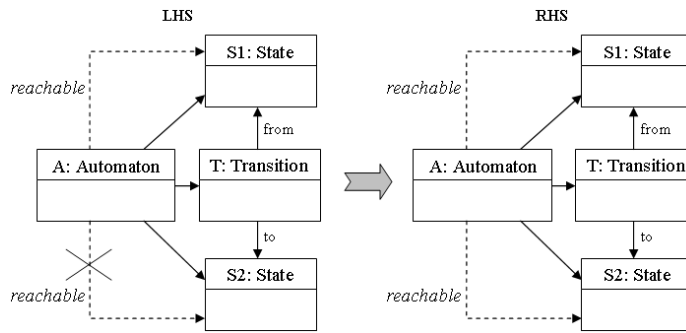 LHS
RHS
S1: State
S1: State
reachable
reachable
from
from
A: Automaton
T: Transition
A: Automaton
T: Transition
to
to
S2: State
S2: State
reachable
reachable